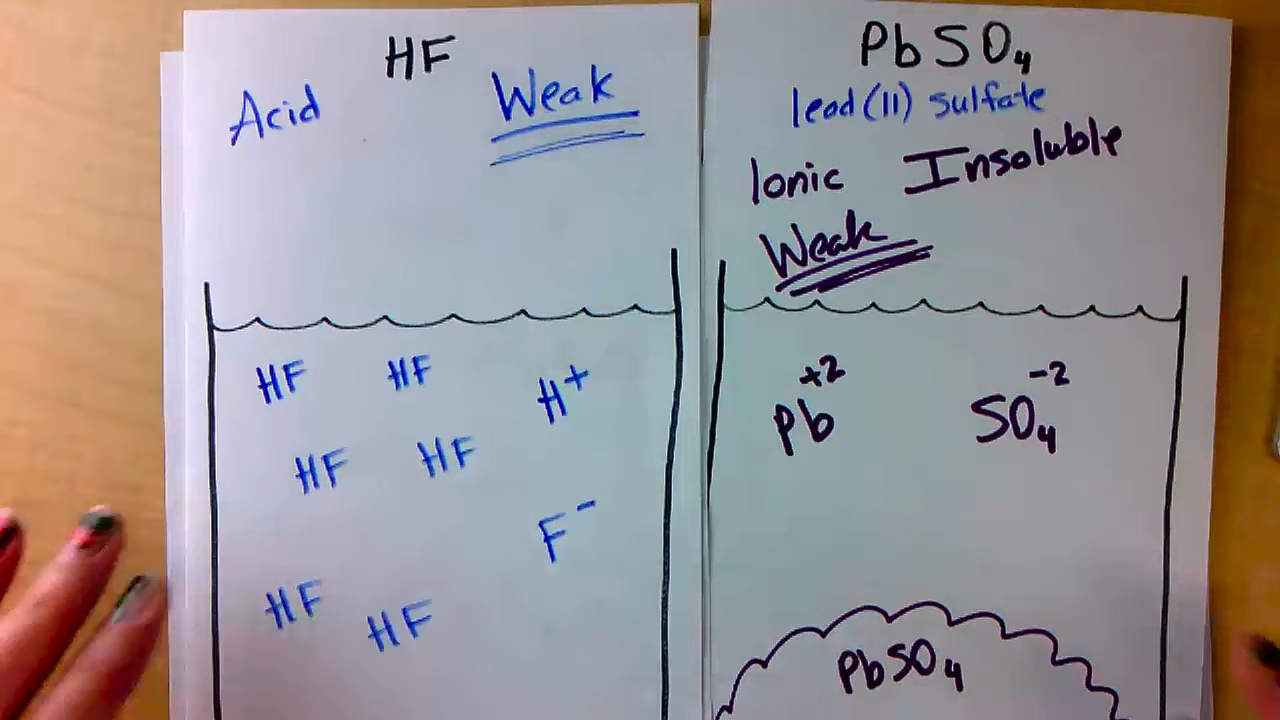 HF
Acid Weak
HF HF H+
HF HF
F-
HF HF
PbSO4
lead (11) sulfate
Ionic Insoluble
Weak
Pb+2 SO4-2
PbSO4